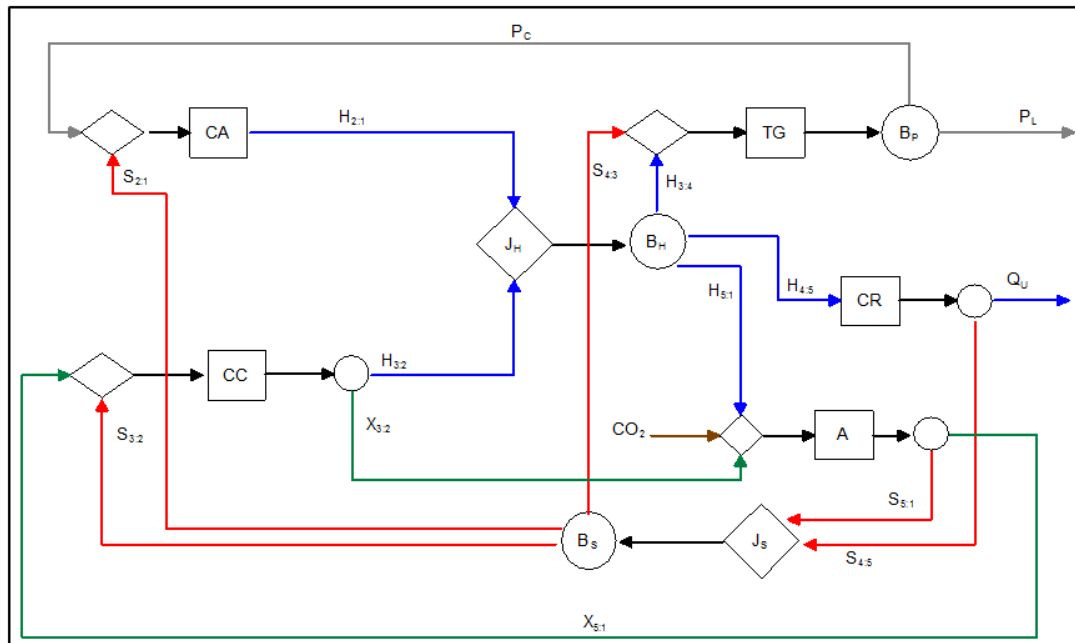 P_C
CA
H_2:1
TG
B_P
P_L
S_2:1
S_4:3
H_3:4
J_H
B_H
H_5:1
H_4:5
CR
Q_U
CC
H_3:2
X_3:2
S_3:2
CO₂
A
S_5:1
B_S
J_S
S_4:5
X_5:1